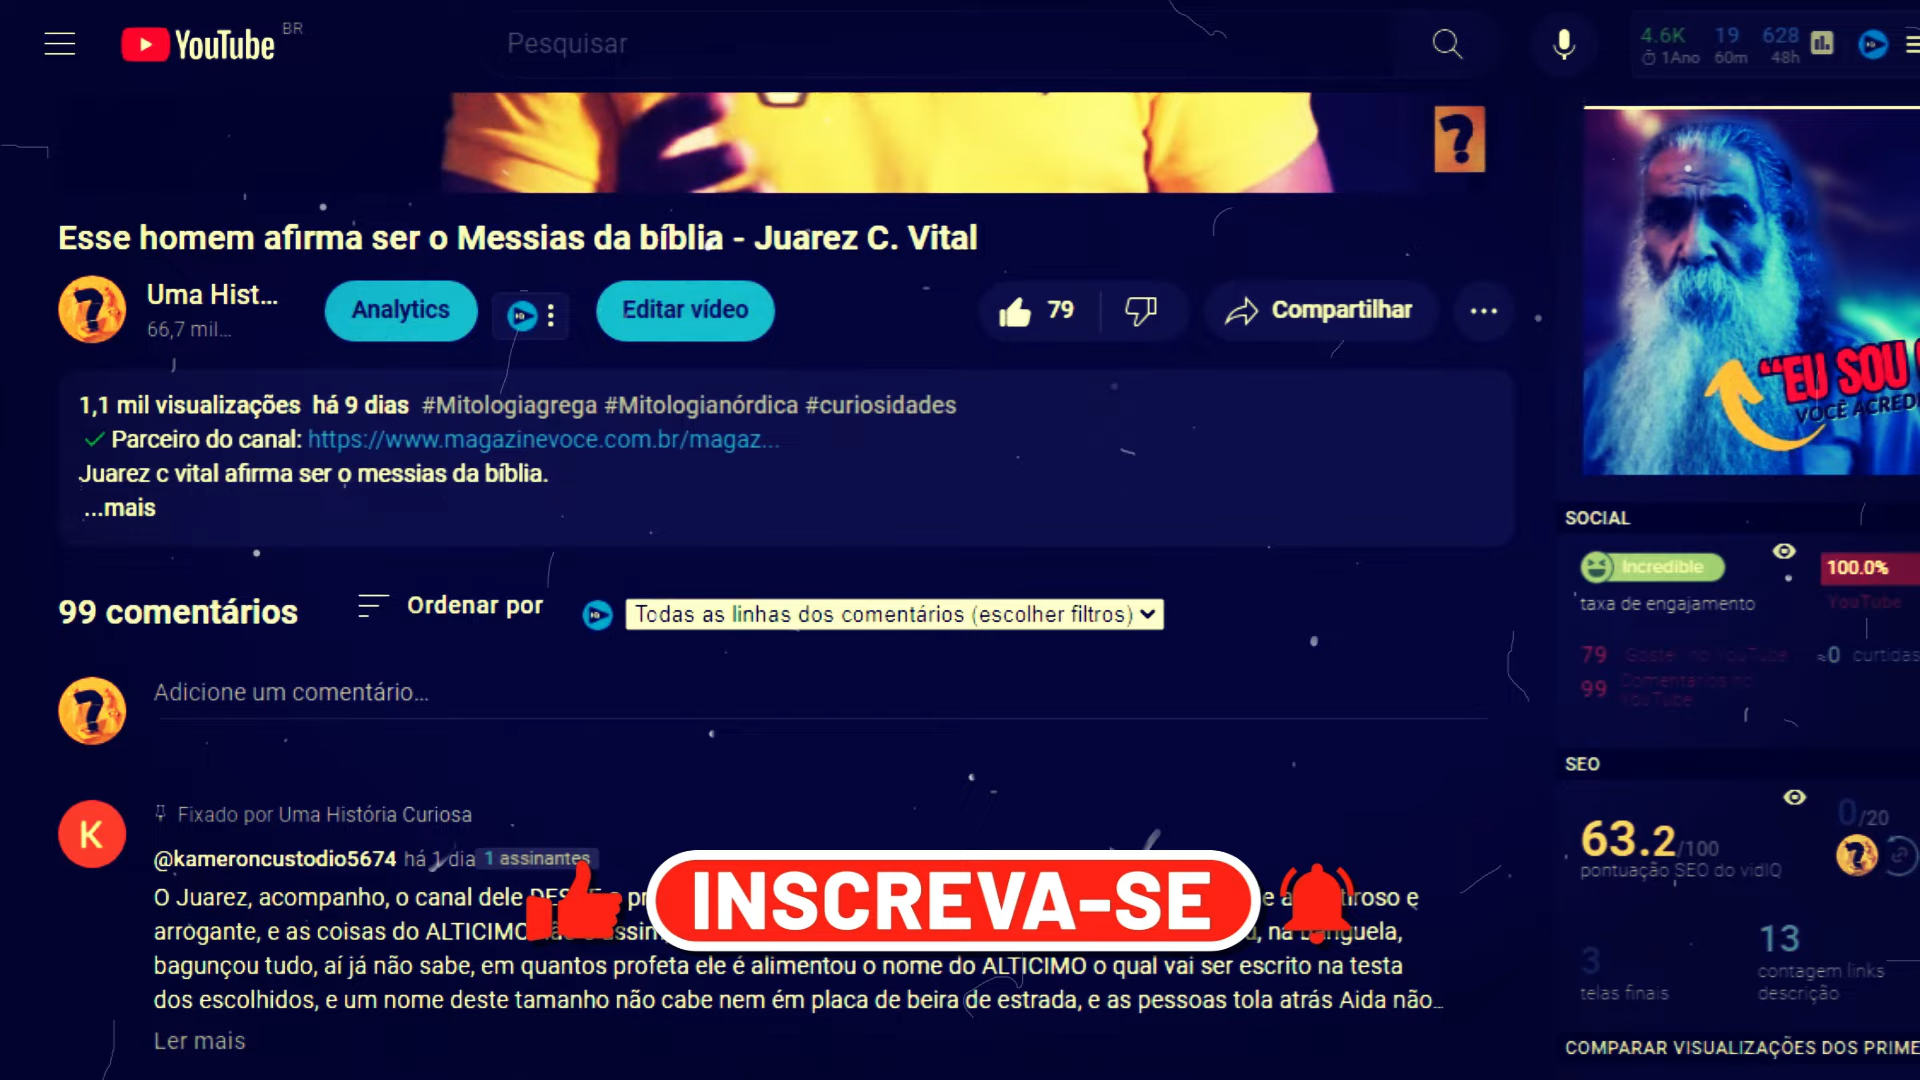 YouTube BR
Pesquisar
4.6K 19 628
1Ano 60m 48h
?
Esse homem afirma ser o Messias da bíblia - Juarez C. Vital
Uma Hist...
66,7 mil...
Analytics
Editar vídeo
79
Compartilhar
"EU SOU
VOCÊ ACRED
1,1 mil visualizações há 9 dias #Mitologiagrega #Mitologianórdica #curiosidades
Parceiro do canal: https://www.magazinevoce.com.br/magaz...
Juarez c vital afirma ser o messias da bíblia.
...mais
SOCIAL
Incredible
100.0%
taxa de engajamento
YouTube
79 Gostei no YouTube
≈0 curtidas
99 Comentários no YouTube
99 comentários
Ordenar por
Todas as linhas dos comentários (escolher filtros)
?
Adicione um comentário...
SEO
63.2/100
pontuação SEO do vidIQ
0/20
3
telas finais
13
contagem links
descrição
COMPARAR VISUALIZAÇÕES DOS PRIME
K
Fixado por Uma História Curiosa
@kameroncustodio5674 há 1 dia 1 assinantes
O Juarez, acompanho, o canal dele
arrogante, e as coisas do ALTICIMO
bagunçou tudo, aí já não sabe, em quantos profeta ele é alimentou o nome do ALTICIMO o qual vai ser escrito na testa
dos escolhidos, e um nome deste tamanho não cabe nem ém placa de beira de estrada, e as pessoas tola atrás Aida não...
Ler mais
INSCREVA-SE